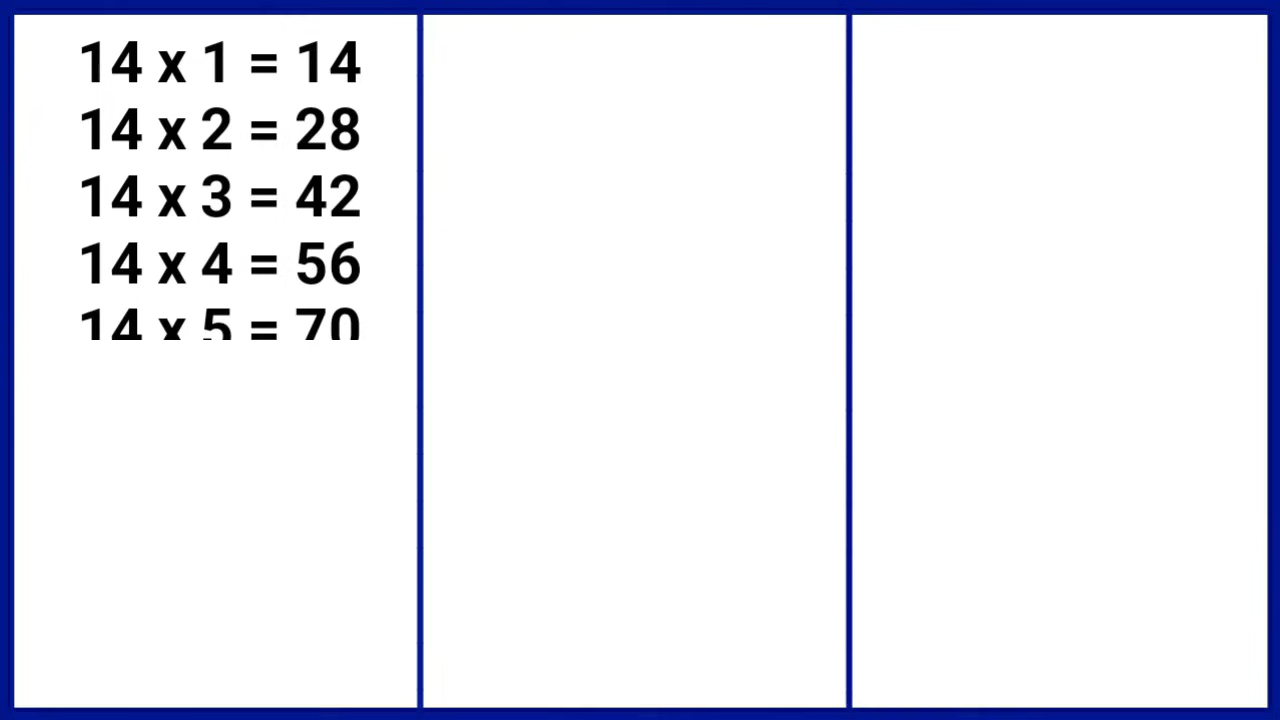 14 x 1 = 14
14 x 2 = 28
14 x 3 = 42
14 x 4 = 56
14 x 5 = 70